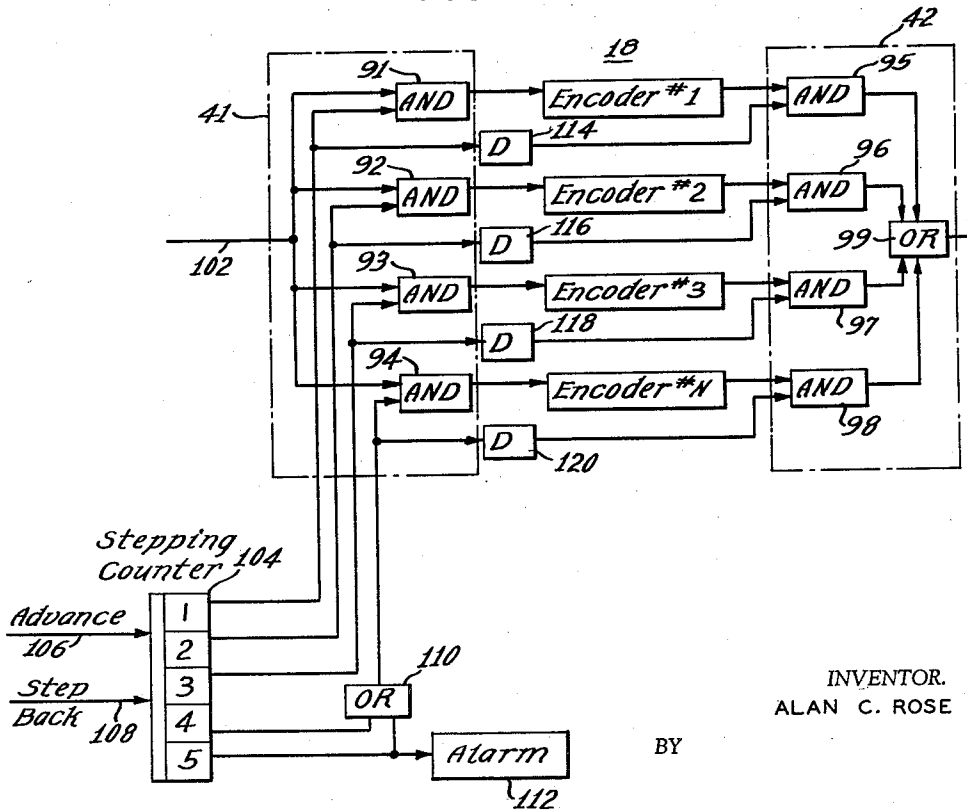 42
18
91
95
AND
Encoder #1
AND
41
114
D
92
96
AND
Encoder #2
AND
116
D
99
OR
102
93
AND
Encoder #3
AND
118
D
97
94
AND
Encoder #N
AND
98
D
120
Stepping
Counter
104
Advance
106
1
2
3
4
5
Step
Back
108
110
OR
Alarm
112
INVENTOR.
ALAN C. ROSE
BY